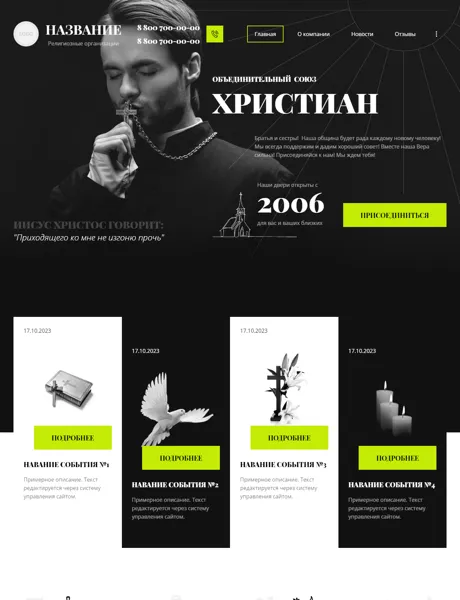 НАЗВАНИЕ
Религиозные организации
8 800 700-00-00
8 800 700-00-00
Главная
О компании
Новости
Отзывы
ОБЪЕДИНИТЕЛЬНЫЙ СОЮЗ
ХРИСТИАН
Братья и сестры! Наша община будет рада каждому новому человеку!
Мы всегда поддержим и дадим хороший совет! Вместе наша Вера
сильна! Присоединяйся к нам! Мы ждем тебя!
Наши двери открыты с
2006
для вас и ваших близких
ПРИСОЕДИНИТЬСЯ
ИИСУС ХРИСТОС ГОВОРИТ:
"Приходящего ко мне не изгоню прочь"
17.10.2023
ПОДРОБНЕЕ
НАВАНИЕ СОБЫТИЯ №1
Примерное описание. Текст
редактируется через систему
управления сайтом.
17.10.2023
ПОДРОБНЕЕ
НАВАНИЕ СОБЫТИЯ №2
Примерное описание. Текст
редактируется через систему
управления сайтом.
17.10.2023
ПОДРОБНЕЕ
НАВАНИЕ СОБЫТИЯ №3
Примерное описание. Текст
редактируется через систему
управления сайтом.
17.10.2023
ПОДРОБНЕЕ
НАВАНИЕ СОБЫТИЯ №4
Примерное описание. Текст
редактируется через систему
управления сайтом.